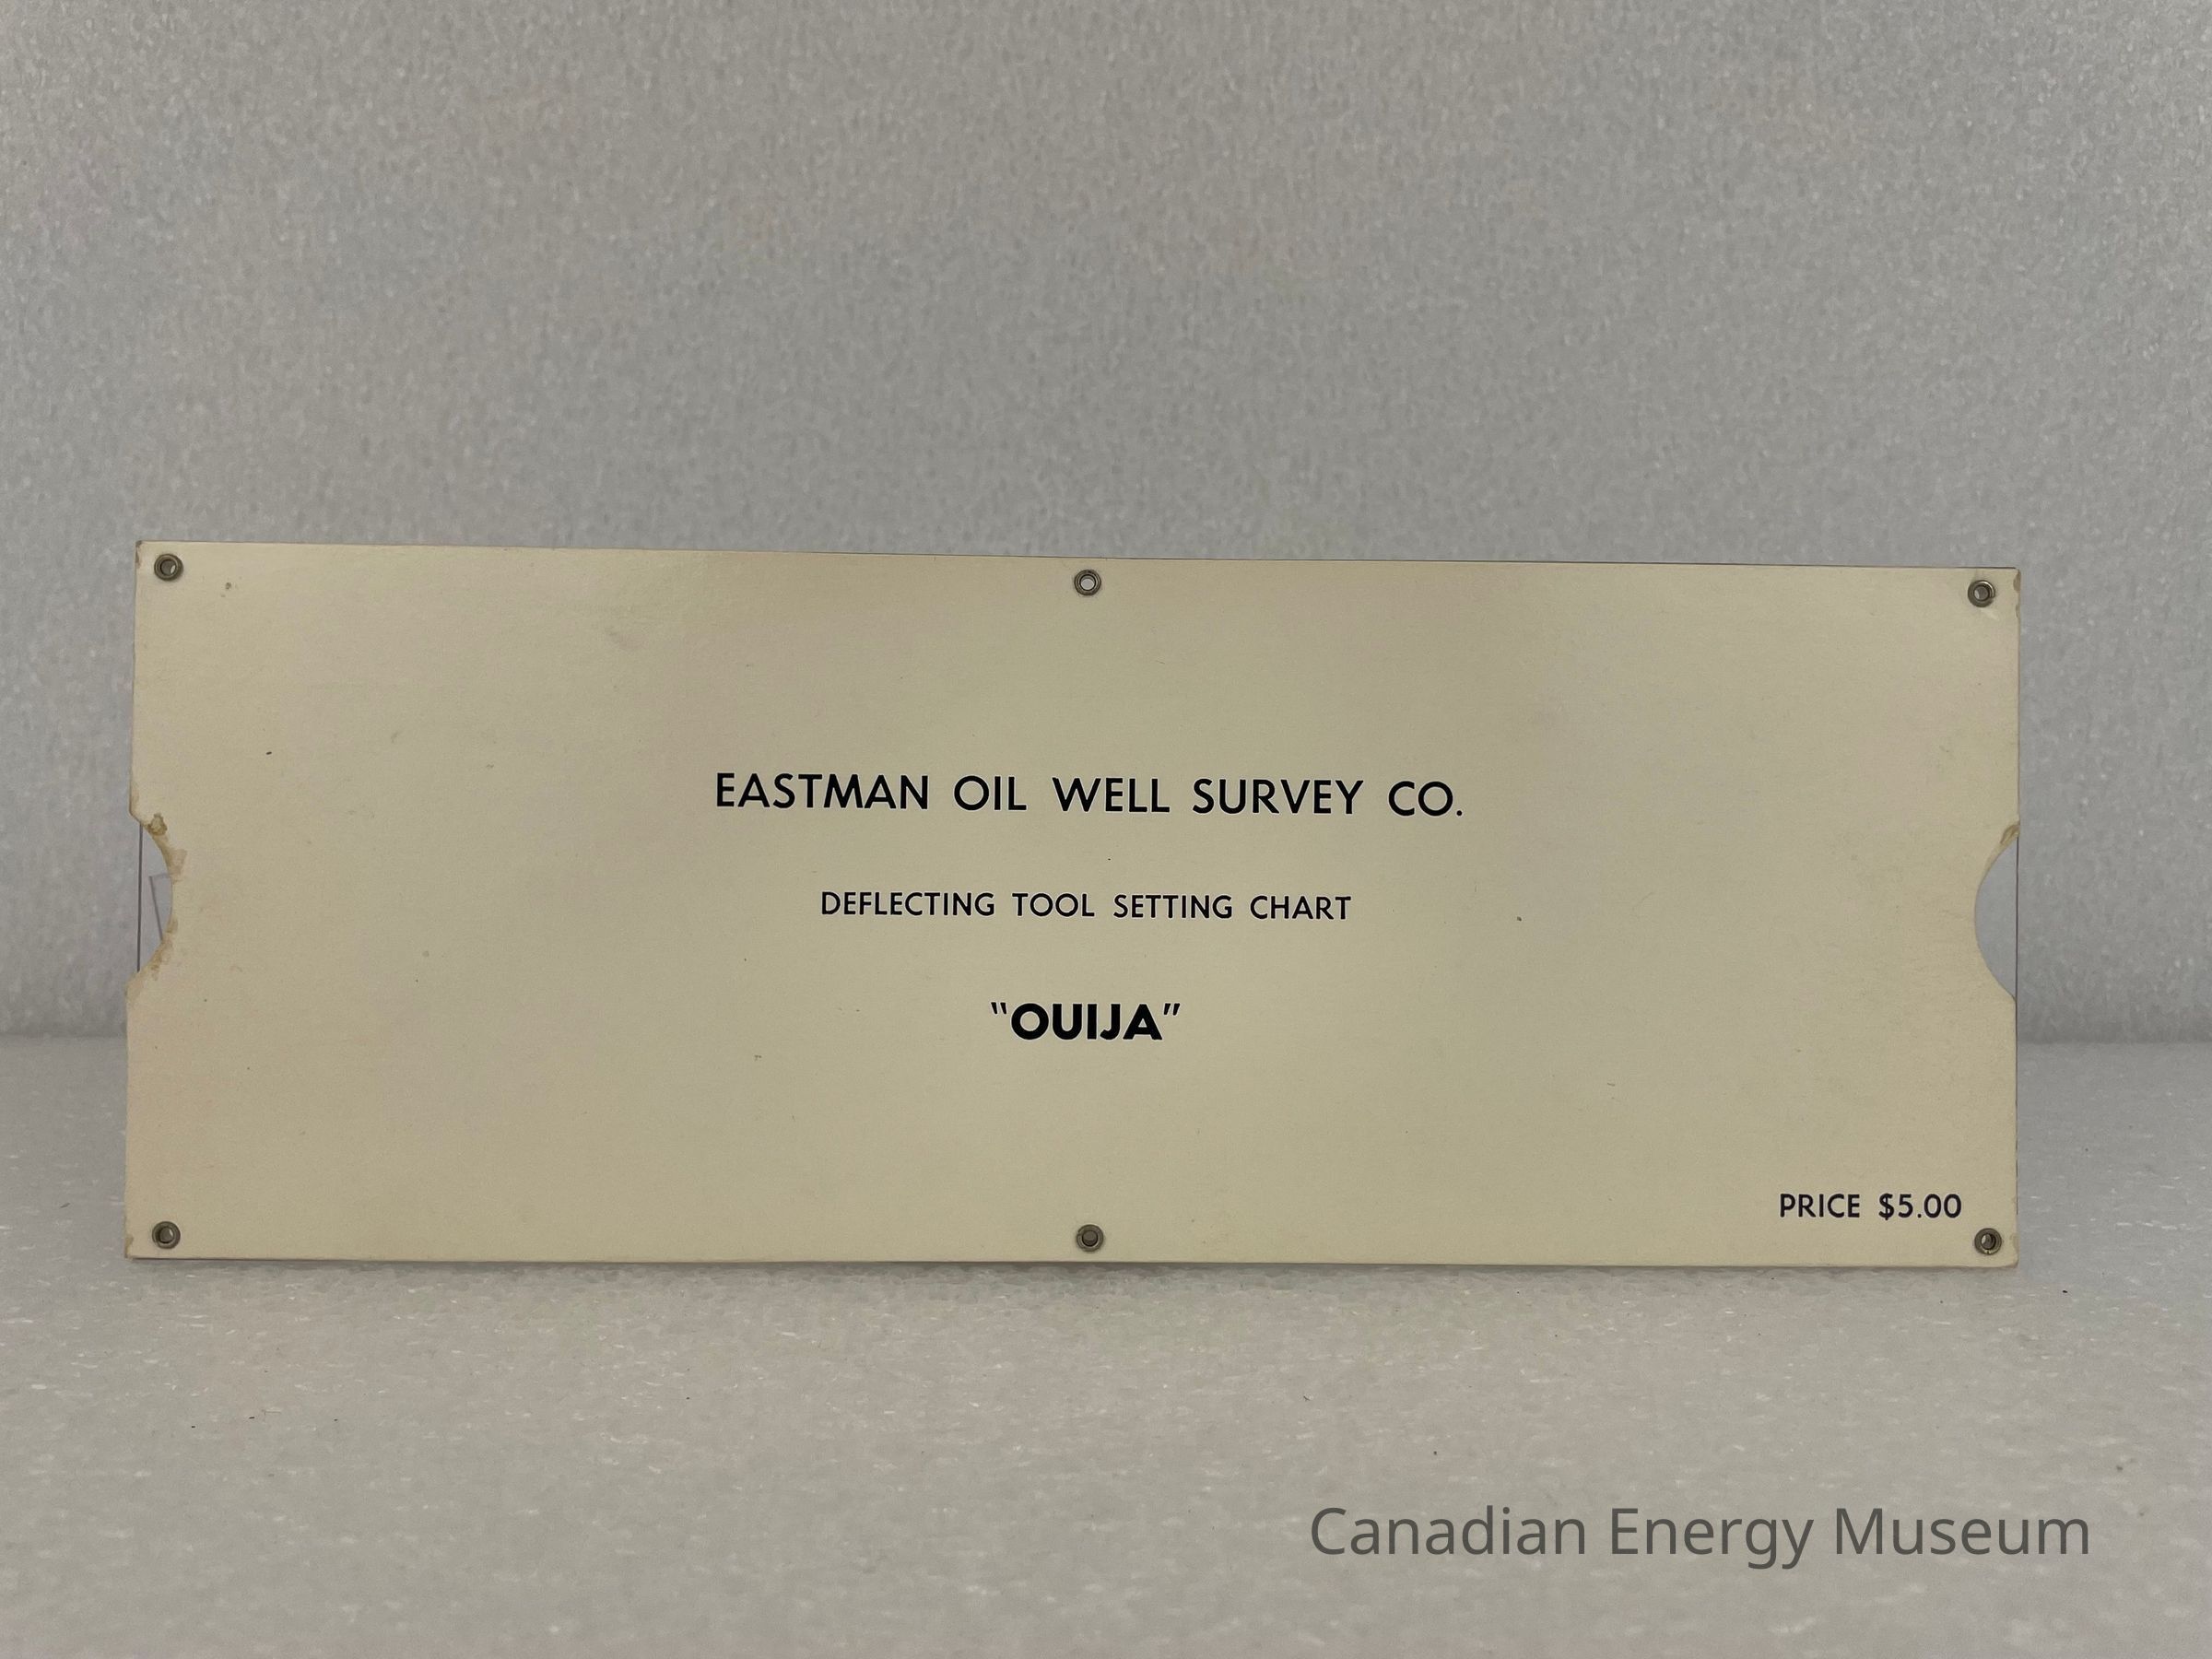 EASTMAN OIL WELL SURVEY CO.
DEFLECTING TOOL SETTING CHART
"OUIJA"
PRICE $5.00
Canadian Energy Museum